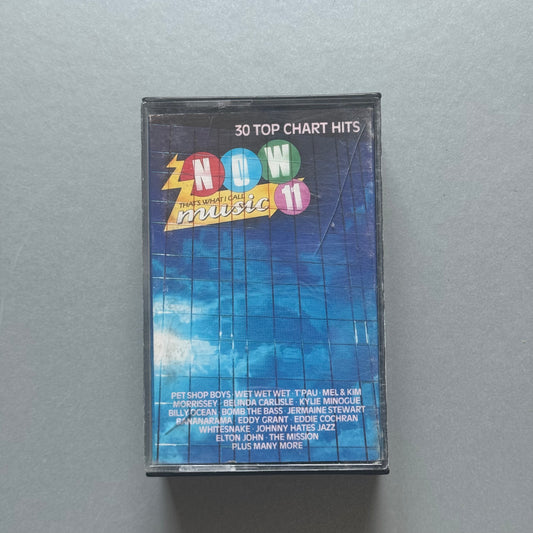 30 TOP CHART HITS
NOW
THAT'S WHAT I CALL
music 11
PET SHOP BOYS · WET WET WET · T'PAU · MEL & KIM
MORRISSEY · BELINDA CARLISLE · KYLIE MINOGUE
BILLY OCEAN · BOMB THE BASS · JERMAINE STEWART
BANANARAMA · EDDY GRANT · EDDIE COCHRAN
WHITESNAKE · JOHNNY HATES JAZZ
ELTON JOHN · THE MISSION
PLUS MANY MORE